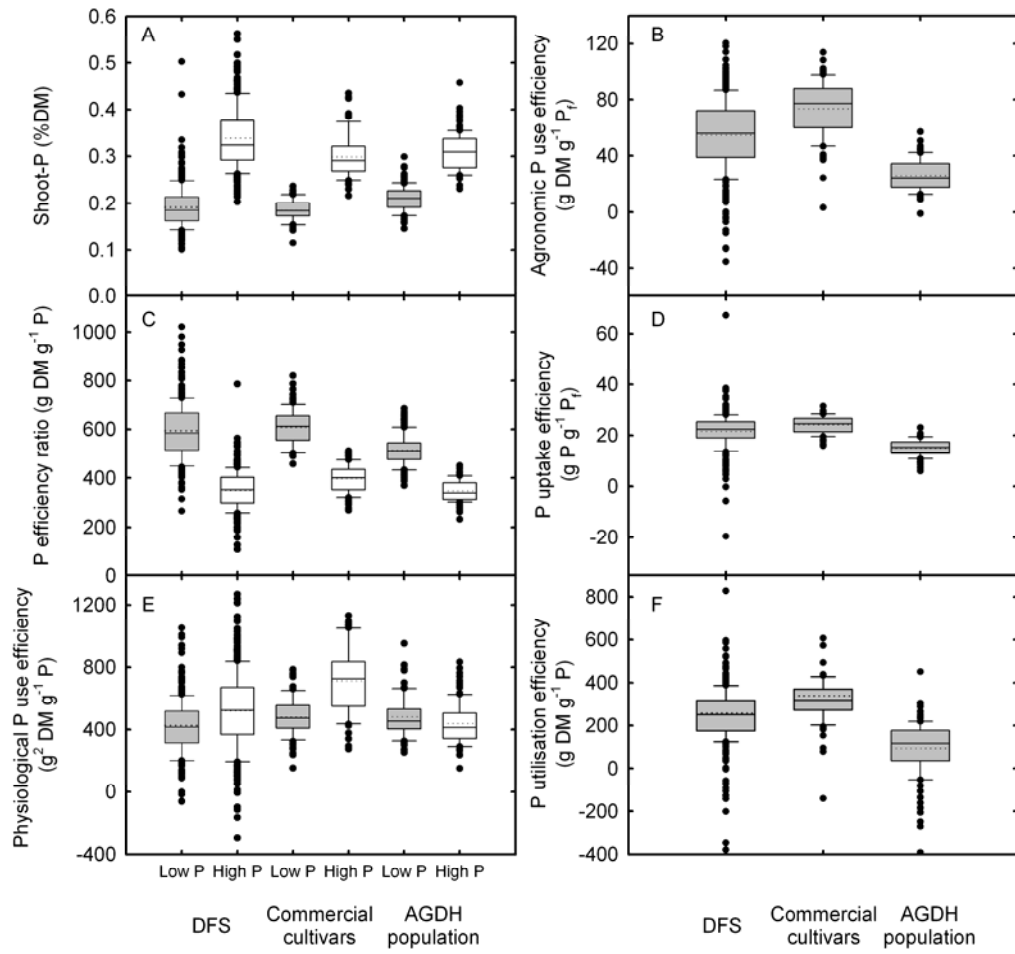 A
Shoot-P (%DM)
0.6
0.5
0.4
0.3
0.2
0.1
0.0
B
Agronomic P use efficiency
(g DM g⁻¹ P_f)
120
80
40
0
-40
C
P efficiency ratio (g DM g⁻¹ P)
1000
800
600
400
200
0
D
P uptake efficiency
(g P g⁻¹ P_f)
60
40
20
0
-20
E
Physiological P use efficiency
(g² DM g⁻¹ P)
1200
800
400
0
-400
Low P High P Low P High P Low P High P
DFS
Commercial
cultivars
AGDH
population
F
P utilisation efficiency
(g DM g⁻¹ P)
800
600
400
200
0
-200
400
DFS
Commercial
cultivars
AGDH
population